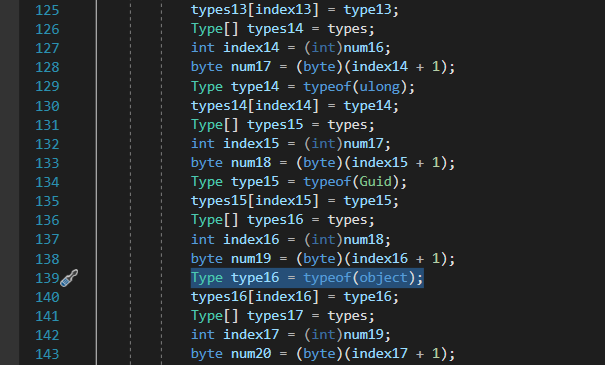 125 types13[index13] = type13;
126 Type[] types14 = types;
127 int index14 = (int)num16;
128 byte num17 = (byte)(index14 + 1);
129 Type type14 = typeof(ulong);
130 types14[index14] = type14;
131 Type[] types15 = types;
132 int index15 = (int)num17;
133 byte num18 = (byte)(index15 + 1);
134 Type type15 = typeof(Guid);
135 types15[index15] = type15;
136 Type[] types16 = types;
137 int index16 = (int)num18;
138 byte num19 = (byte)(index16 + 1);
139 Type type16 = typeof(object);
140 types16[index16] = type16;
141 Type[] types17 = types;
142 int index17 = (int)num19;
143 byte num20 = (byte)(index17 + 1);